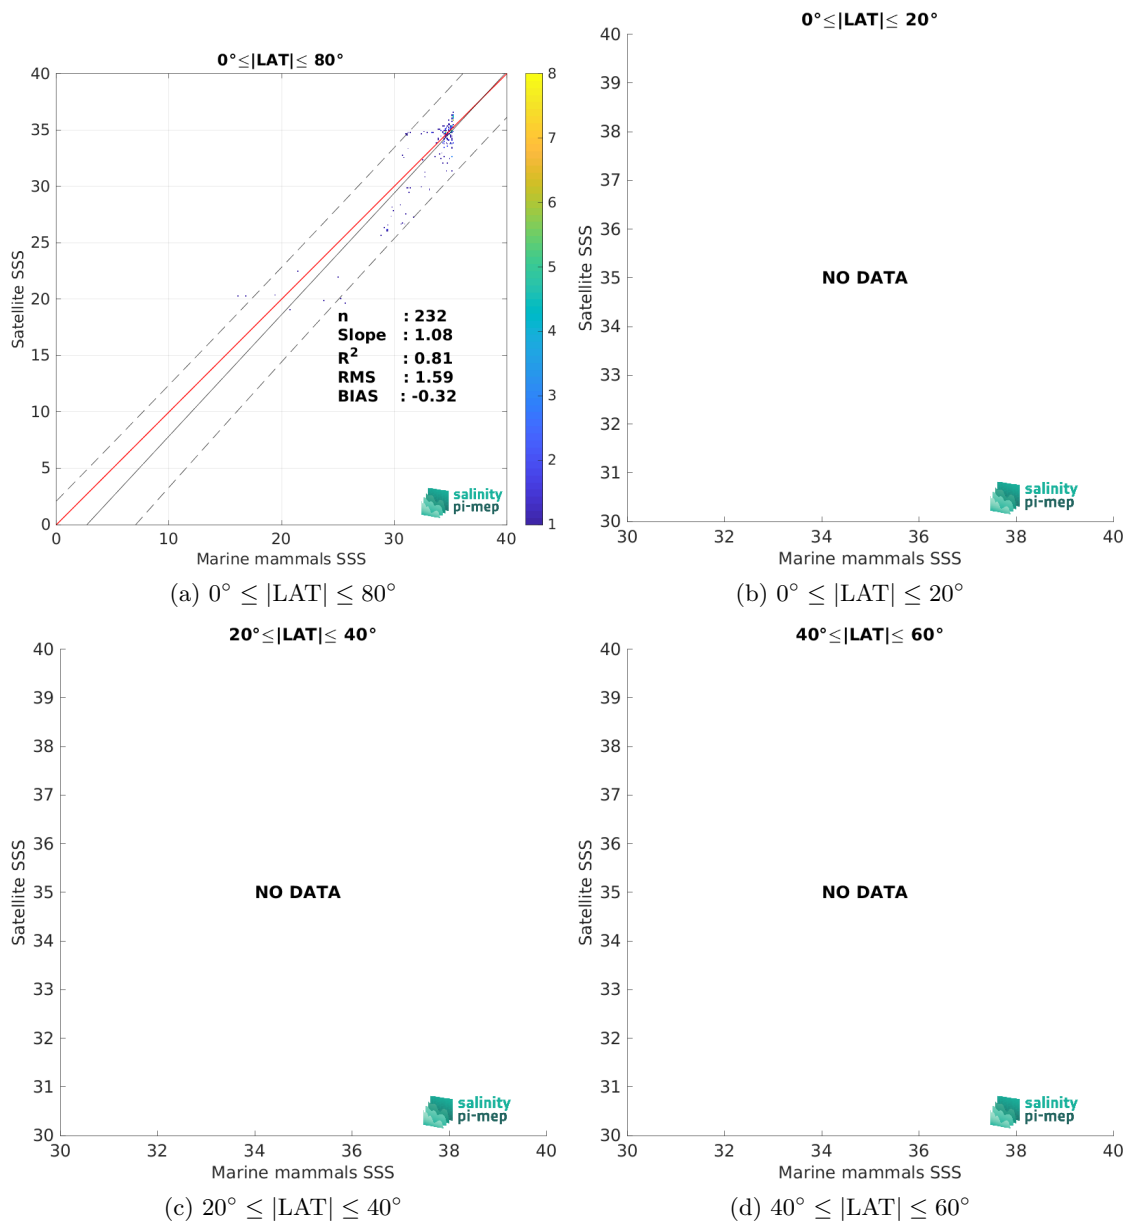 0°≤|LAT|≤ 80°
40
35
30
25
20
15
10
5
0
Satellite SSS
0
10
20
30
40
Marine mammals SSS
8
7
6
5
4
3
2
1
n : 232
Slope : 1.08
R² : 0.81
RMS : 1.59
BIAS : -0.32
salinity
pi-mep
(a) 0° ≤ |LAT| ≤ 80°
0°≤|LAT|≤ 20°
40
39
38
37
36
35
34
33
32
31
30
Satellite SSS
NO DATA
salinity
pi-mep
30
32
34
36
38
40
Marine mammals SSS
(b) 0° ≤ |LAT| ≤ 20°
20°≤|LAT|≤ 40°
40
39
38
37
36
35
34
33
32
31
30
Satellite SSS
NO DATA
salinity
pi-mep
30
32
34
36
38
40
Marine mammals SSS
(c) 20° ≤ |LAT| ≤ 40°
40°≤|LAT|≤ 60°
40
39
38
37
36
35
34
33
32
31
30
Satellite SSS
NO DATA
salinity
pi-mep
30
32
34
36
38
40
Marine mammals SSS
(d) 40° ≤ |LAT| ≤ 60°